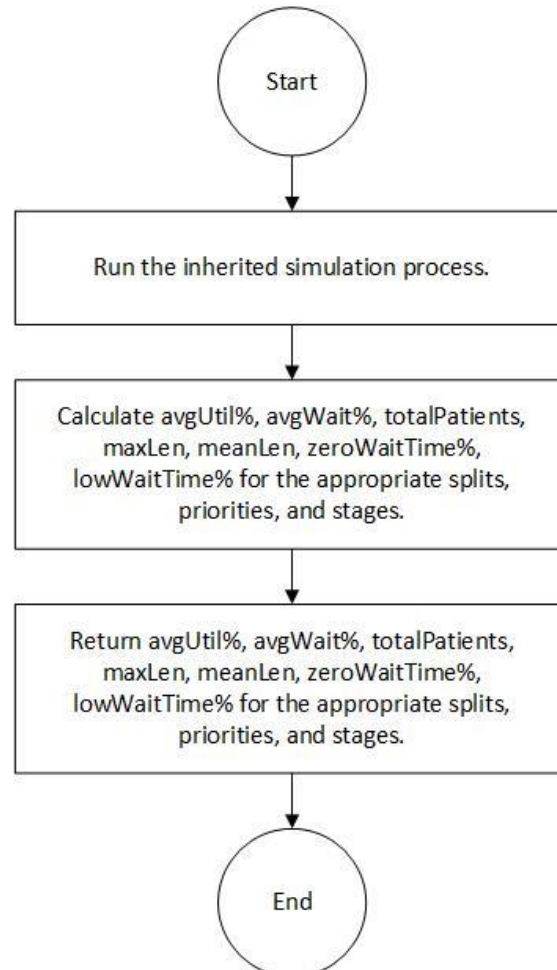 Start
Run the inherited simulation process.
Calculate avgUtil%, avgWait%, totalPatients,
maxLen, meanLen, zeroWaitTime%,
lowWaitTime% for the appropriate splits,
priorities, and stages.
Return avgUtil%, avgWait%, totalPatients,
maxLen, meanLen, zeroWaitTime%,
lowWaitTime% for the appropriate splits,
priorities, and stages.
End